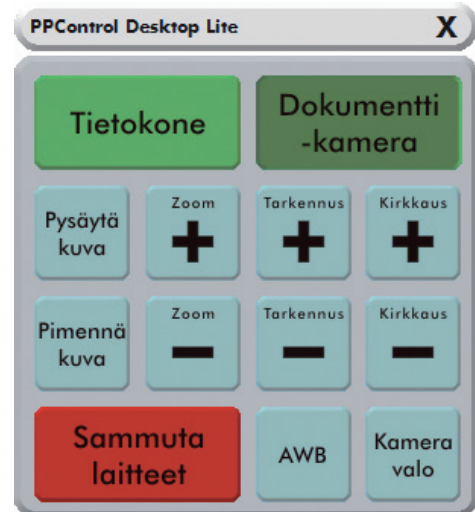 PPControl Desktop Lite X
Tietokone
Dokumentti
-kamera
Pysäytä
kuva
Zoom
+
Tarkennus
+
Kirkkaus
+
Pimennä
kuva
Zoom
−
Tarkennus
−
Kirkkaus
−
Sammuta
laitteet
AWB
Kamera
valo